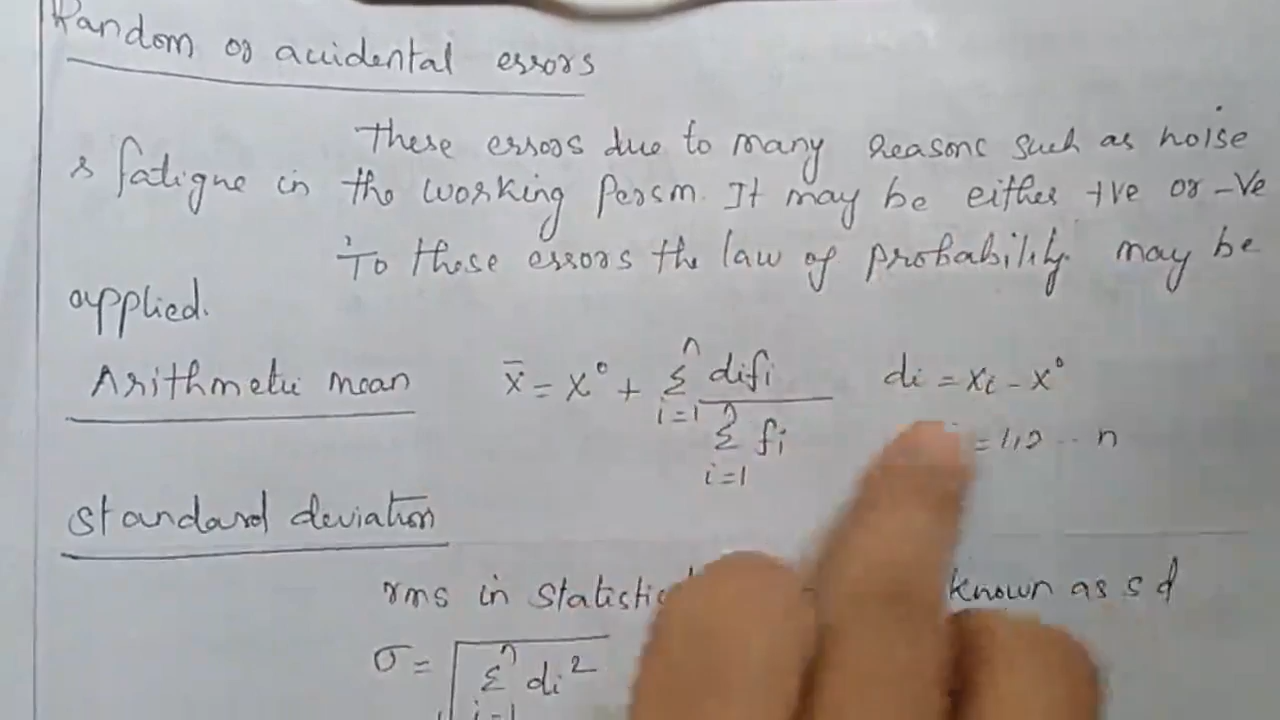 Random or accidental errors
These errors due to many reasons such as noise
& fatigue in the working Person. It may be either +ve or -ve
To these errors the law of probability may be
applied.
Arithmetic mean x̄ = x° + Σ difi di = xi - x°
i=1
n
Σ fi = 1,2 .. n
i=1
Standard deviation
rms in known as s d
σ = √ Σ di²
n
i=1